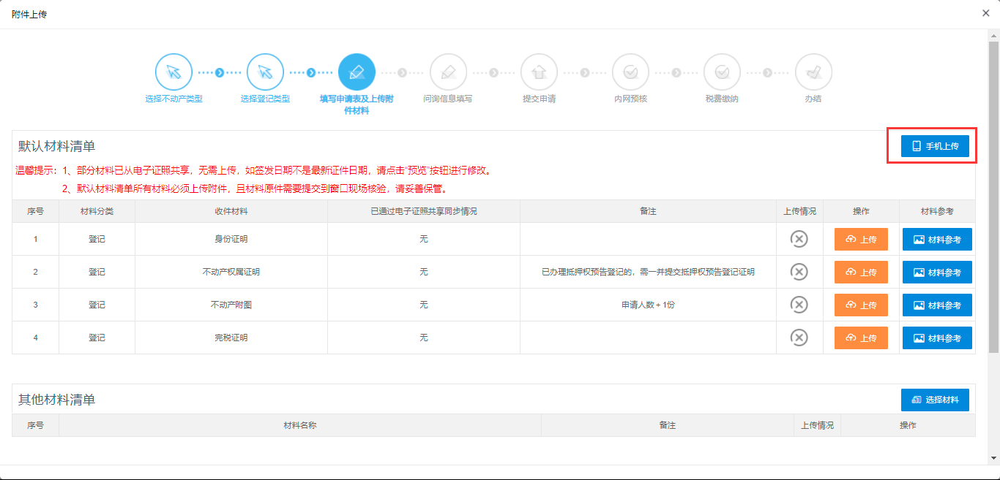 附件上传
选择不动产类型
选择登记类型
填写申请表及上传附
件材料
问询信息填写
提交申请
内网预核
税费缴纳
办结
默认材料清单
手机上传
温馨提示：1、部分材料已从电子证照共享，无需上传，如签发日期不是最新证件日期，请点击“预览”按钮进行修改。
2、默认材料清单所有材料必须上传附件，且材料原件需要提交到窗口现场核验，请妥善保管。
序号 材料分类 收件材料 已通过电子证照共享同步情况 备注 上传情况 操作 材料参考
1 登记 身份证明 无 上传 材料参考
2 登记 不动产权属证明 无 已办理抵押权预告登记的，需一并提交抵押权预告登记证明 上传 材料参考
3 登记 不动产附图 无 申请人数＋1份 上传 材料参考
4 登记 完税证明 无 上传 材料参考
其他材料清单
选择材料
序号 材料名称 备注 上传情况 操作